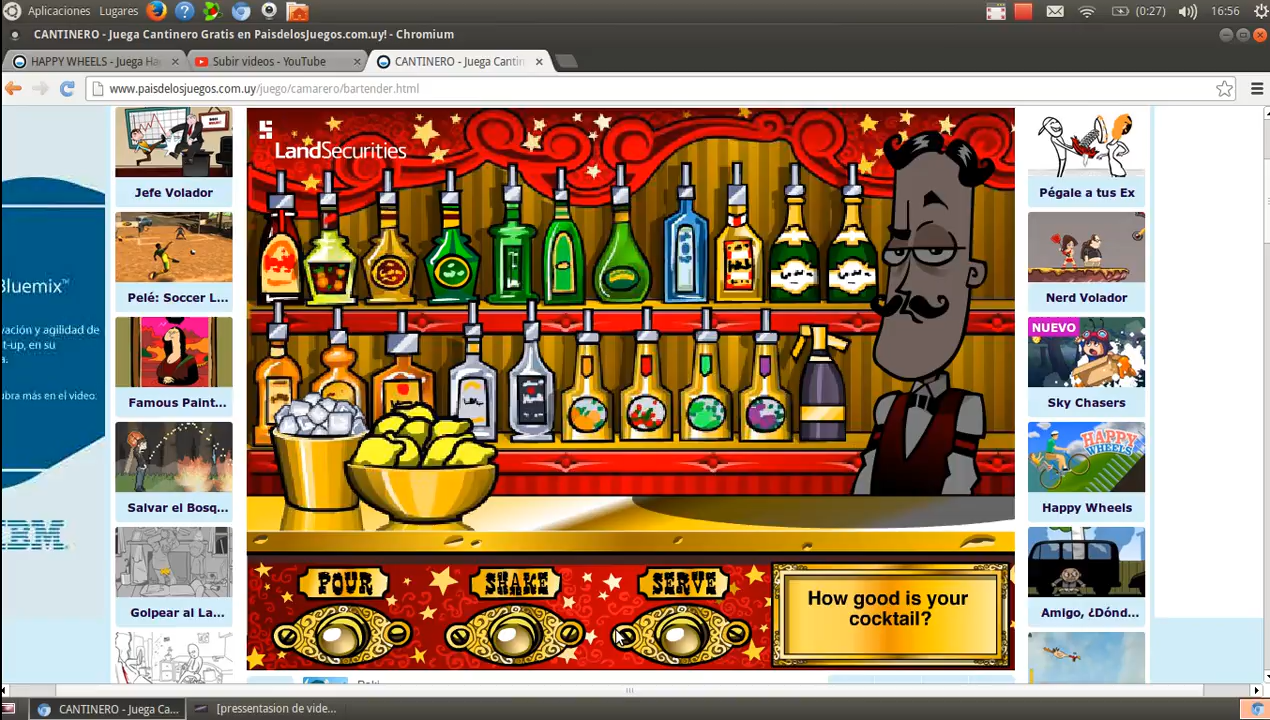 Aplicaciones Lugares
(0:27)
16:56
CANTINERO - Juega Cantinero Gratis en PaisdelosJuegos.com.uy! - Chromium
HAPPY WHEELS - Juega Ha
Subir videos - YouTube
CANTINERO - Juega Cantin
www.paisdelosjuegos.com.uy/juego/camarero/bartender.html
LandSecurities
Jefe Volador
Pelé: Soccer L...
Famous Paint...
Salvar el Bosq...
Golpear al La...
Bluemix™
vación y agilidad de
t-up, en su
ubra más en el video.
IBM
Pégale a tus Ex
Nerd Volador
NUEVO
Sky Chasers
HAPPY
WHEELS
Happy Wheels
Amigo, ¿Dónd...
POUR
SHAKE
SERVE
How good is your
cocktail?
CANTINERO - Juega Ca...
[pressentasion de vide...